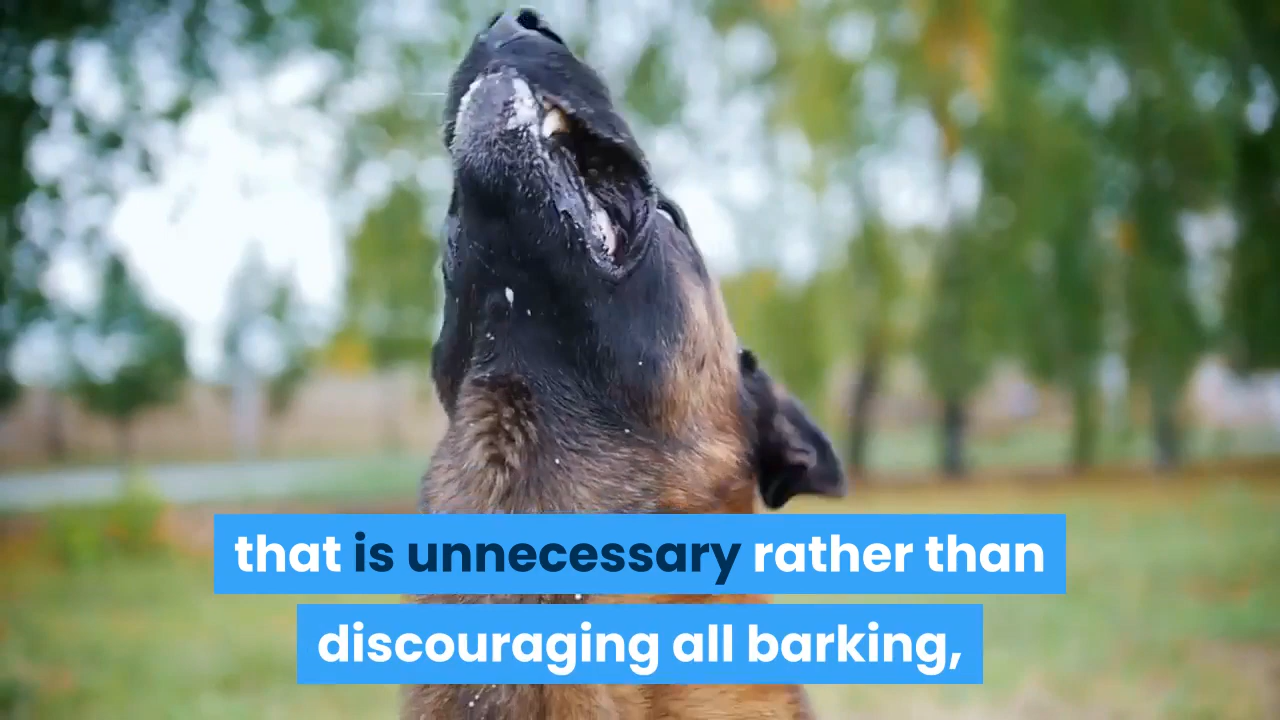 that is unnecessary rather than
discouraging all barking,